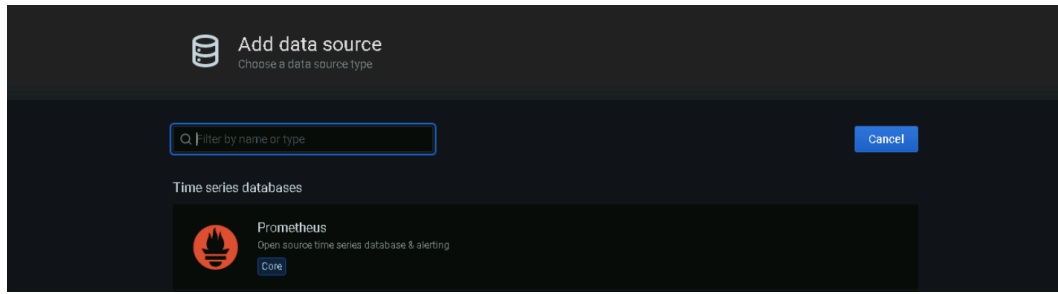 Add data source
Choose a data source type
Filter by name or type
Cancel
Time series databases
Prometheus
Open source time series database & alerting
Core